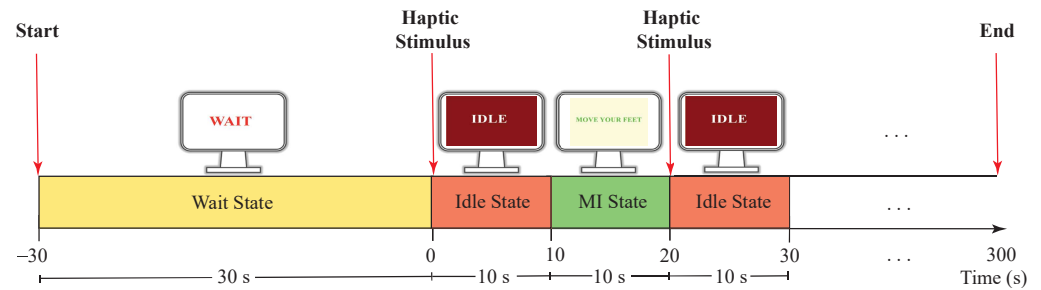 Start
Haptic
Stimulus
Haptic
Stimulus
End
WAIT
IDLE
MOVE YOUR FEET
IDLE
. . .
Wait State
Idle State
MI State
Idle State
. . .
–30
0
10
20
30
. . .
300
30 s
10 s
10 s
10 s
Time (s)